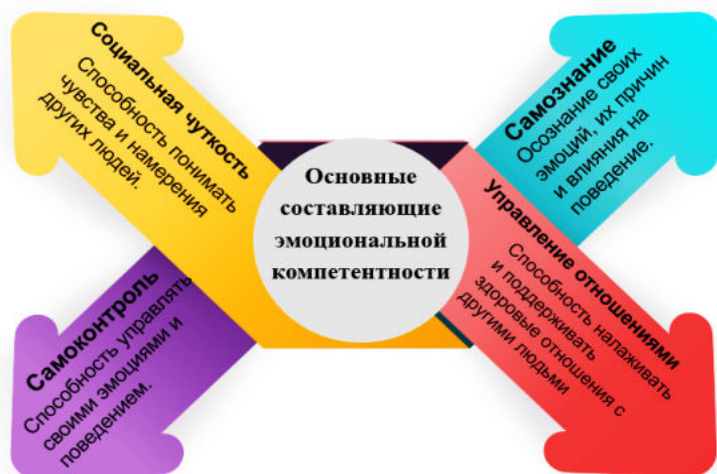 Социальная чуткость
Способность понимать
чувства и намерения
других людей.
Самознание
Осознание своих
эмоций, их причин
и влияния на
поведение.
Основные
составляющие
эмоциональной
компетентности
Самоконтроль
Способность управлять
своими эмоциями и
поведением.
Управление отношениями
Способность налаживать
и поддерживать
здоровые отношения с
другими людьми